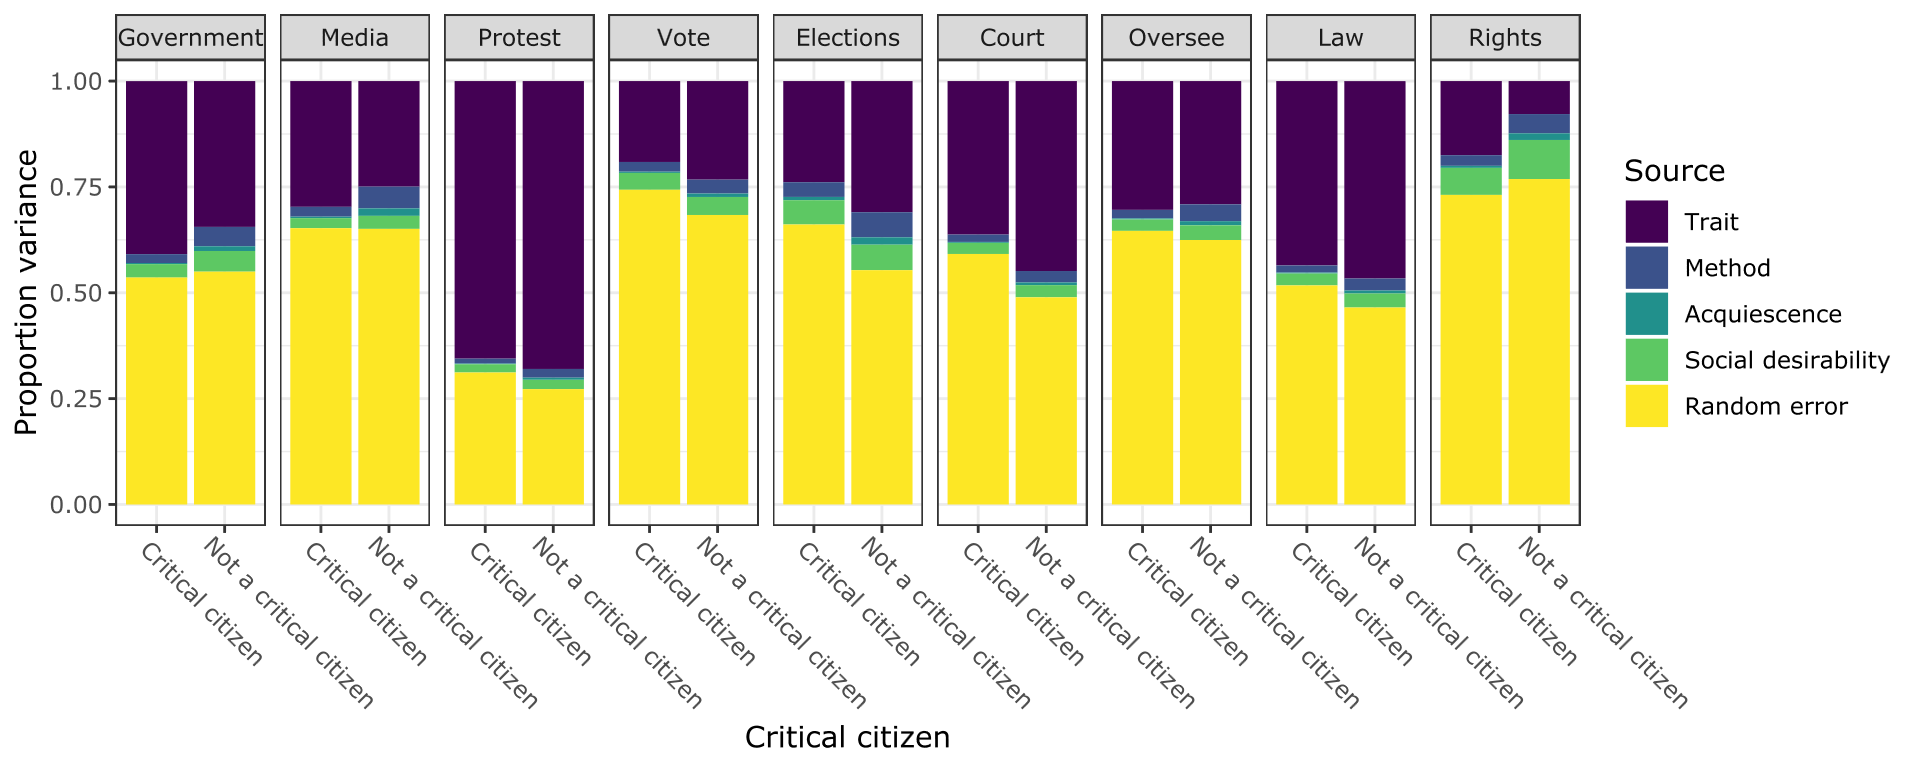 Government Media Protest Vote Elections Court Oversee Law Rights
Proportion variance
1.00
0.75
0.50
0.25
0.00
Critical citizen Not a critical citizen Critical citizen Not a critical citizen Critical citizen Not a critical citizen Critical citizen Not a critical citizen Critical citizen Not a critical citizen Critical citizen Not a critical citizen Critical citizen Not a critical citizen Critical citizen Not a critical citizen Critical citizen Not a critical citizen
Critical citizen
Source
Trait
Method
Acquiescence
Social desirability
Random error